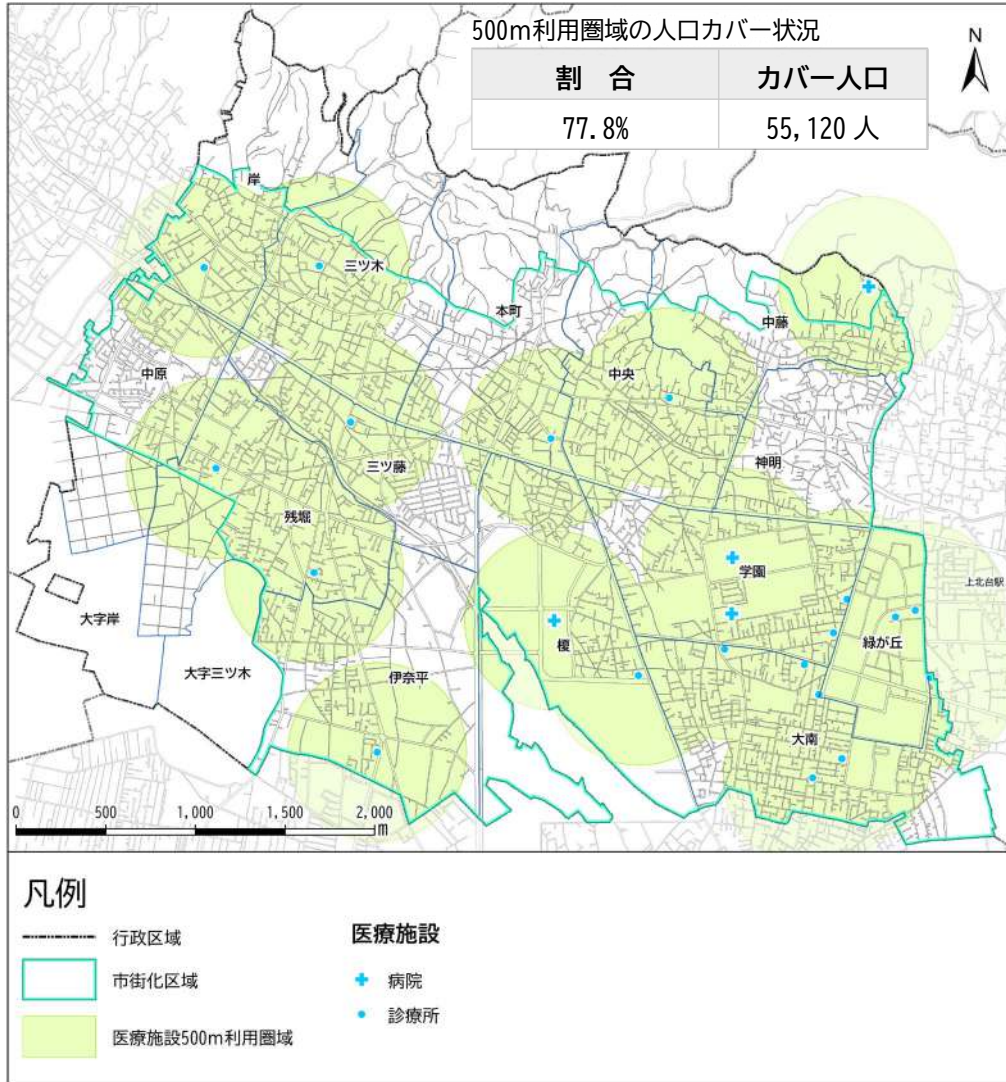 500m利用圏域の人口カバー状況
割 合 カバー人口
77.8% 55,120 人
N
岸
三ツ木
本町
中藤
中原
中央
三ツ藤
神明
残堀
学園
上北台駅
大字岸
榎
緑が丘
大字三ツ木
伊奈平
大南
0 500 1,000 1,500 2,000
m
凡例
行政区域
市街化区域
医療施設500m利用圏域
医療施設
病院
診療所